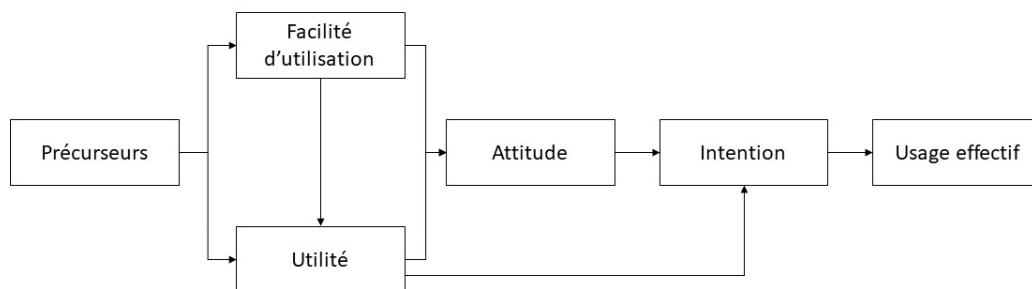 Facilité
d’utilisation
Précurseurs
Attitude
Intention
Usage effectif
Utilité